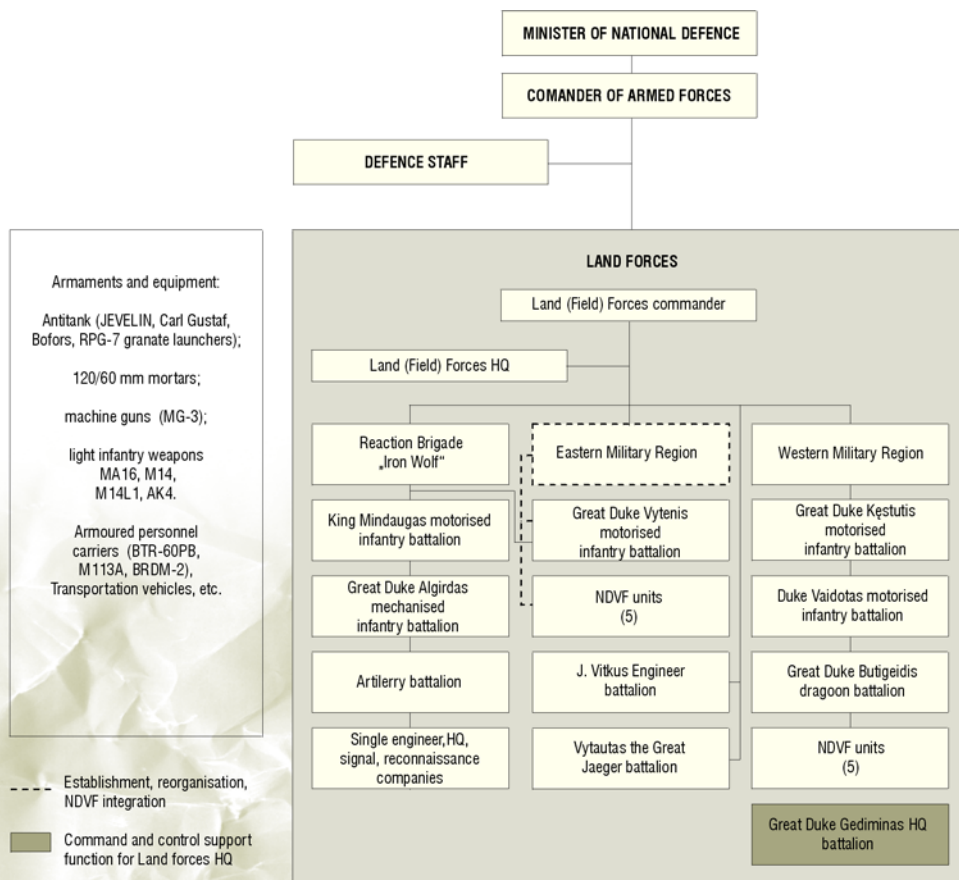 MINISTER OF NATIONAL DEFENCE
COMANDER OF ARMED FORCES
DEFENCE STAFF
Armaments and equipment:
Antitank (JEVELIN, Carl Gustaf,
Bofors, RPG-7 granate launchers);
120/60 mm mortars;
machine guns (MG-3);
light infantry weapons
MA16, M14,
M14L1, AK4.
Armoured personnel
carriers (BTR-60PB,
M113A, BRDM-2),
Transportation vehicles, etc.
Establishment, reorganisation,
NDVF integration
Command and control support
function for Land forces HQ
LAND FORCES
Land (Field) Forces commander
Land (Field) Forces HQ
Reaction Brigade
„Iron Wolf“
King Mindaugas motorised
infantry battalion
Great Duke Algirdas
mechanised
infantry battalion
Artilerry battalion
Single engineer,HQ,
signal, reconnaissance
companies
Eastern Military Region
Great Duke Vytenis
motorised
infantry battalion
NDVF units
(5)
J. Vitkus Engineer
battalion
Vytautas the Great
Jaeger battalion
Western Military Region
Great Duke Kęstutis
motorised
infantry battalion
Duke Vaidotas motorised
infantry battalion
Great Duke Butigeidis
dragoon battalion
NDVF units
(5)
Great Duke Gediminas HQ
battalion